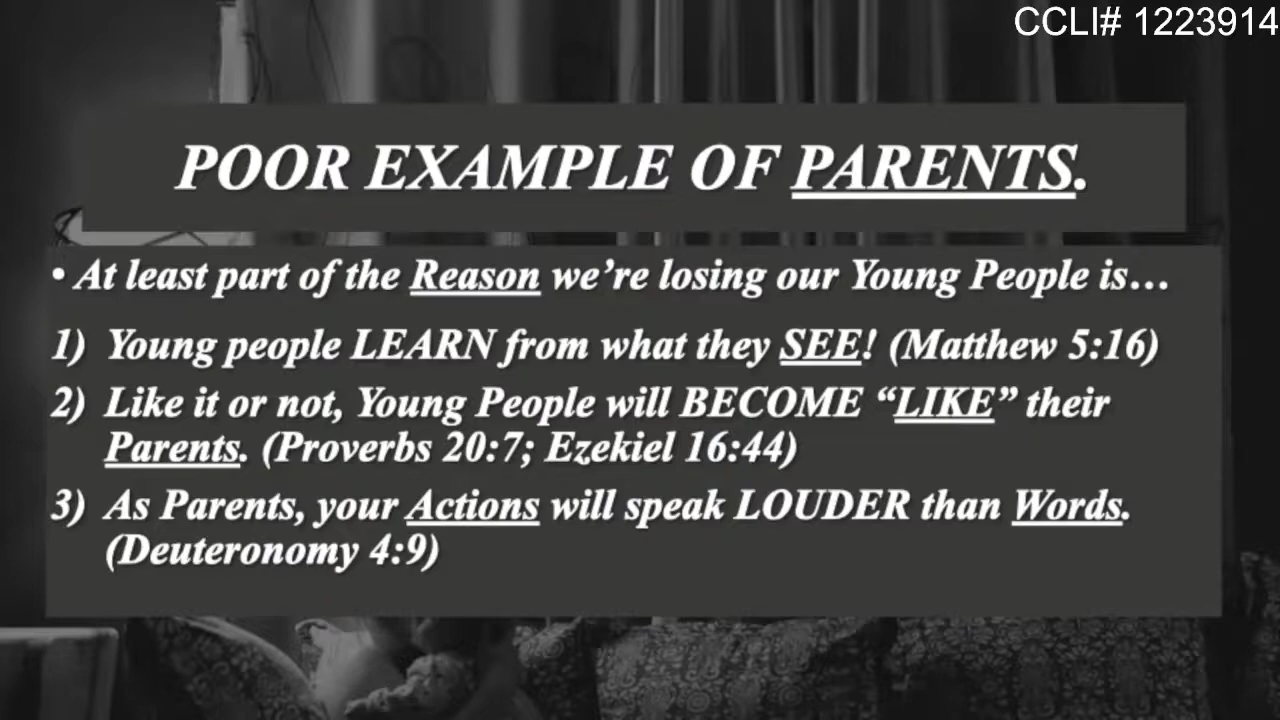 CCLI# 1223914
POOR EXAMPLE OF PARENTS.
• At least part of the Reason we’re losing our Young People is…
1) Young people LEARN from what they SEE! (Matthew 5:16)
2) Like it or not, Young People will BECOME “LIKE” their
Parents. (Proverbs 20:7; Ezekiel 16:44)
3) As Parents, your Actions will speak LOUDER than Words.
(Deuteronomy 4:9)